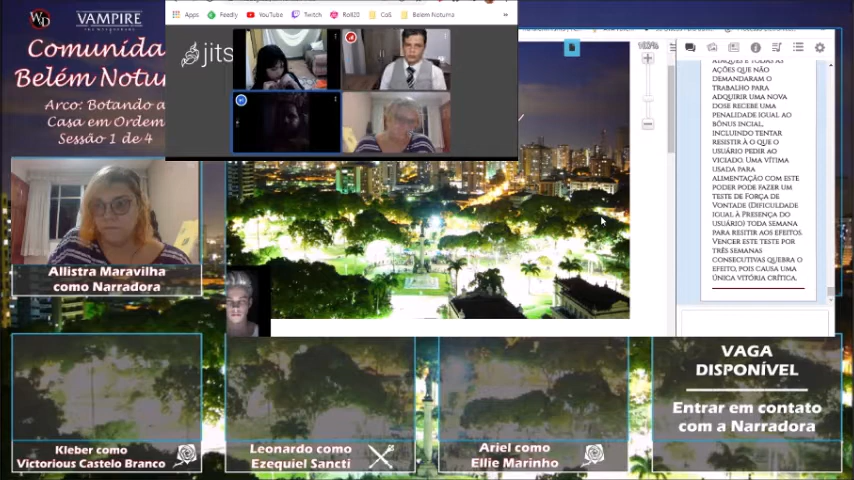 VAMPIRE
Comunida
Belém Notu
Arco: Botando a
Casa em Ordem
Sessão 1 de 4
Apps
Feedly
YouTube
Twitch
Roll20
CoS
Belem Noturna
»
jits
AÇÕES QUE NÃO
DEMANDARAM O
TRABALHO PARA
ADQUIRIR UMA NOVA
DOSE RECEBE UMA
PENALIDADE IGUAL AO
BÔNUS INCIAL,
INCLUINDO TENTAR
RESISTIR À O QUE O
USUÁRIO PEDIR AO
VICIADO. UMA VÍTIMA
USADA PARA
ALIMENTAÇÃO COM ESTE
PODER PODE FAZER UM
TESTE DE FORÇA DE
VONTADE (DIFICULDADE
IGUAL À PRESENÇA DO
USUÁRIO) TODA SEMANA
PARA RESITIR AOS EFEITOS.
VENCER ESTE TESTE POR
TRÊS SEMANAS
CONSECUTIVAS QUEBRA O
EFEITO, POIS CAUSA UMA
ÚNICA VITÓRIA CRÍTICA.
Allistra Maravilha
como Narradora
Kleber como
Victorious Castelo Branco
Leonardo como
Ezequiel Sancti
Ariel como
Ellie Marinho
VAGA
DISPONÍVEL
Entrar em contato
com a Narradora